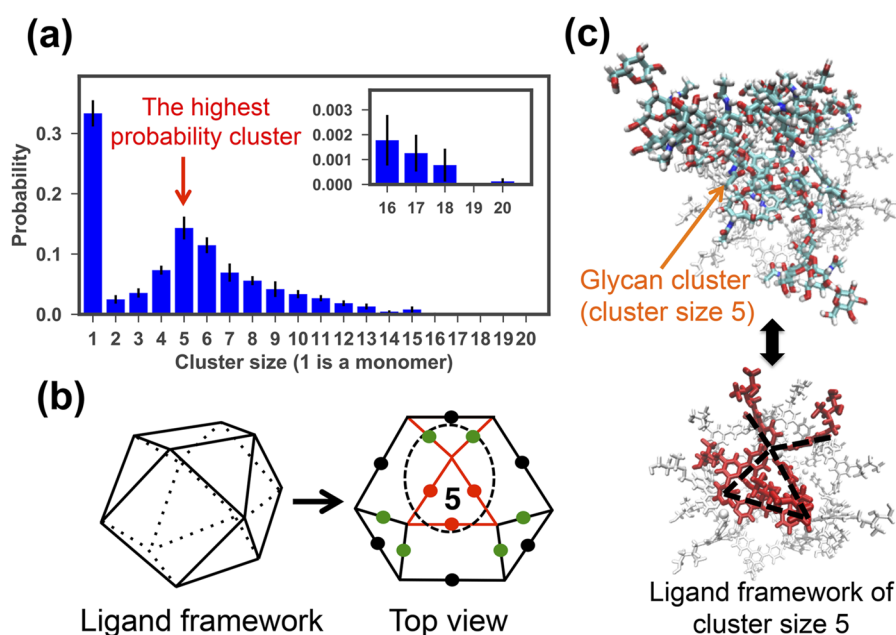 (a)
The highest
probability cluster
Probability
0.3
0.2
0.1
0.0
1 2 3 4 5 6 7 8 9 10 11 12 13 14 15 16 17 18 19 20
Cluster size (1 is a monomer)
0.003
0.002
0.001
0.000
16 17 18 19 20
(b)
5
Ligand framework
Top view
(c)
Glycan cluster
(cluster size 5)
Ligand framework of
cluster size 5